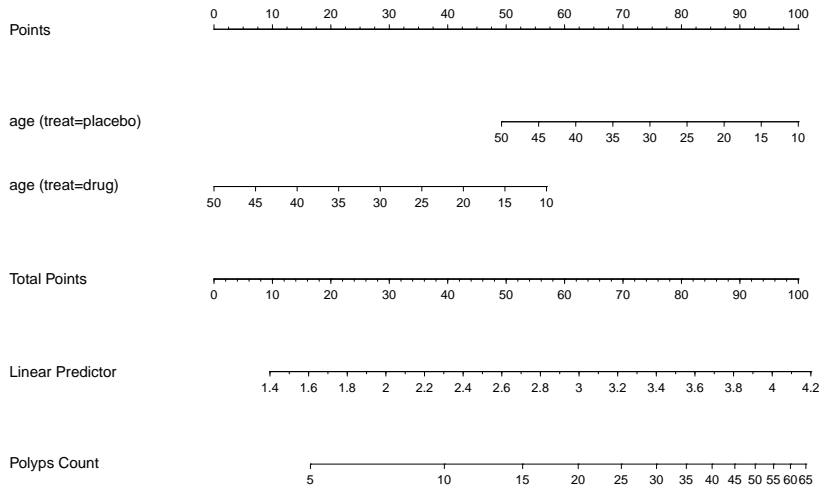 0 10 20 30 40 50 60 70 80 90 100
Points
age (treat=placebo)
50 45 40 35 30 25 20 15 10
age (treat=drug)
50 45 40 35 30 25 20 15 10
Total Points
0 10 20 30 40 50 60 70 80 90 100
Linear Predictor
1.4 1.6 1.8 2 2.2 2.4 2.6 2.8 3 3.2 3.4 3.6 3.8 4 4.2
Polyps Count
5 10 15 20 25 30 35 40 45 50 55 60 65